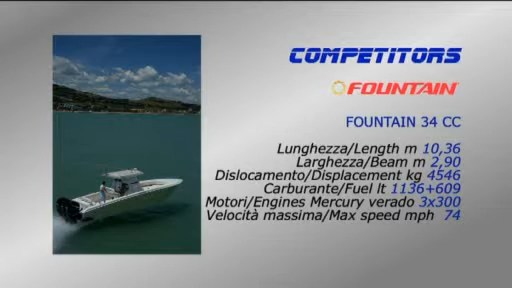 COMPETITORS
FOUNTAIN
FOUNTAIN 34 CC
Lunghezza/Length m 10,36
Larghezza/Beam m 2,90
Dislocamento/Displacement kg 4546
Carburante/Fuel lt 1136+609
Motori/Engines Mercury verado 3x300
Velocità massima/Max speed mph 74